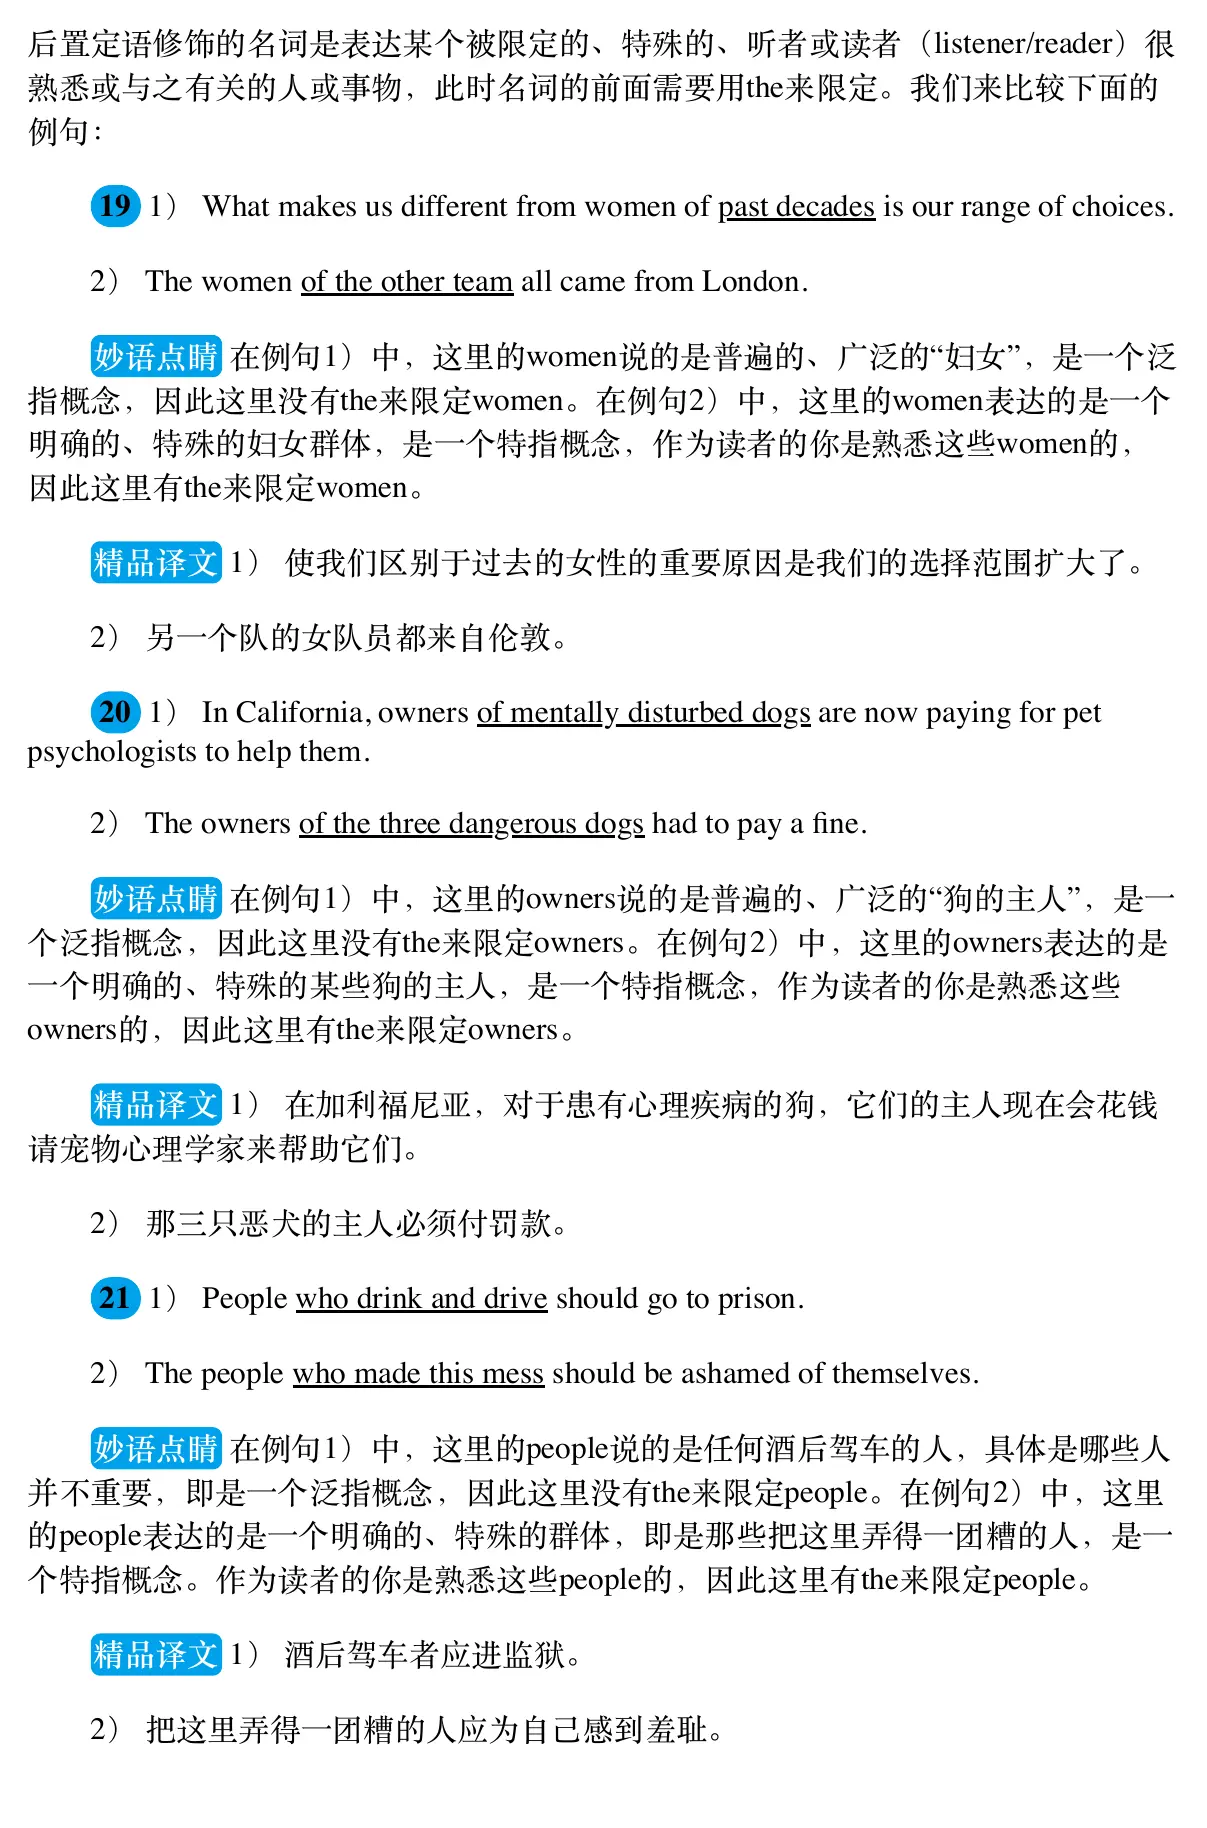 后置定语修饰的名词是表达某个被限定的、特殊的、听者或读者（listener/reader）很
熟悉或与之有关的人或事物，此时名词的前面需要用the来限定。我们来比较下面的
例句：
19 1） What makes us different from women of past decades is our range of choices.
2） The women of the other team all came from London.
妙语点睛 在例句1）中，这里的women说的是普遍的、广泛的“妇女”，是一个泛
指概念，因此这里没有the来限定women。在例句2）中，这里的women表达的是一个
明确的、特殊的妇女群体，是一个特指概念，作为读者的你是熟悉这些women的，
因此这里有the来限定women。
精品译文 1） 使我们区别于过去的女性的重要原因是我们的选择范围扩大了。
2） 另一个队的女队员都来自伦敦。
20 1） In California, owners of mentally disturbed dogs are now paying for pet
psychologists to help them.
2） The owners of the three dangerous dogs had to pay a fine.
妙语点睛 在例句1）中，这里的owners说的是普遍的、广泛的“狗的主人”，是一
个泛指概念，因此这里没有the来限定owners。在例句2）中，这里的owners表达的是
一个明确的、特殊的某些狗的主人，是一个特指概念，作为读者的你是熟悉这些
owners的，因此这里有the来限定owners。
精品译文 1） 在加利福尼亚，对于患有心理疾病的狗，它们的主人现在会花钱
请宠物心理学家来帮助它们。
2） 那三只恶犬的主人必须付罚款。
21 1） People who drink and drive should go to prison.
2） The people who made this mess should be ashamed of themselves.
妙语点睛 在例句1）中，这里的people说的是任何酒后驾车的人，具体是哪些人
并不重要，即是一个泛指概念，因此这里没有the来限定people。在例句2）中，这里
的people表达的是一个明确的、特殊的群体，即是那些把这里弄得一团糟的人，是一
个特指概念。作为读者的你是熟悉这些people的，因此这里有the来限定people。
精品译文 1） 酒后驾车者应进监狱。
2） 把这里弄得一团糟的人应为自己感到羞耻。